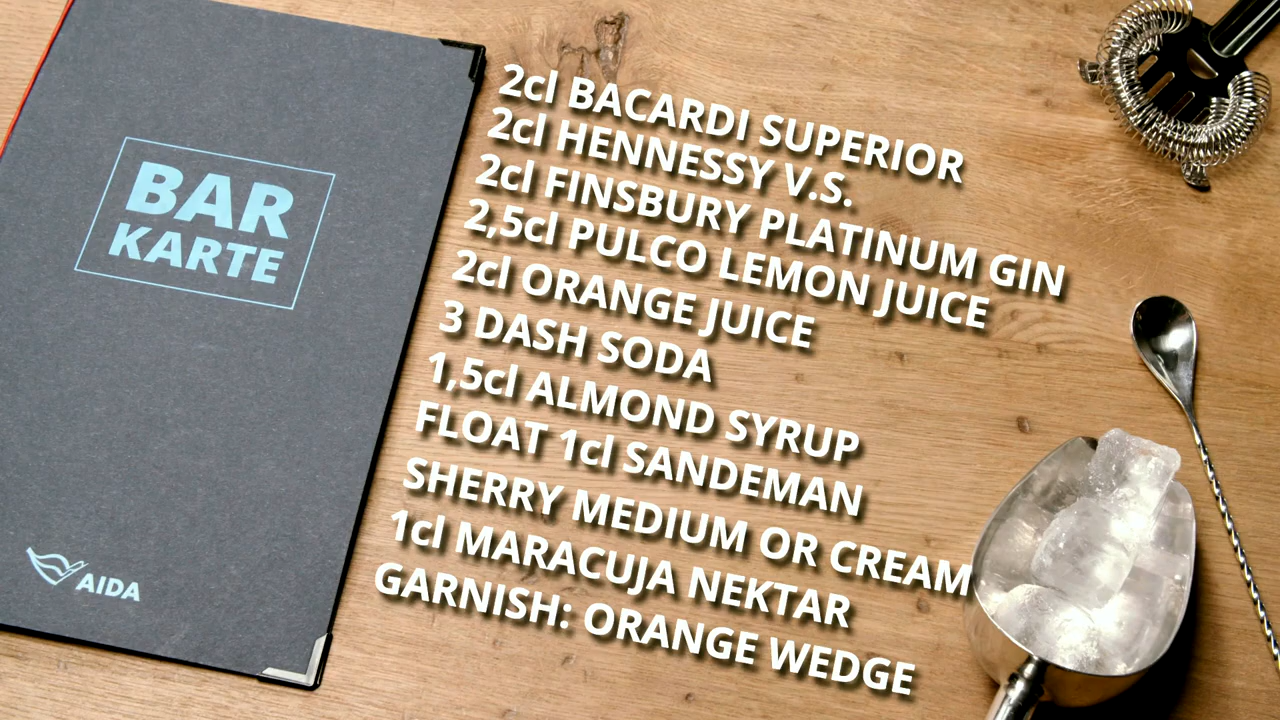 BAR
KARTE
AIDA
2cl BACARDI SUPERIOR
2cl HENNESSY V.S.
2cl FINSBURY PLATINUM GIN
2,5cl PULCO LEMON JUICE
2cl ORANGE JUICE
3 DASH SODA
1,5cl ALMOND SYRUP
FLOAT 1cl SANDEMAN
SHERRY MEDIUM OR CREAM
1cl MARACUJA NEKTAR
GARNISH: ORANGE WEDGE